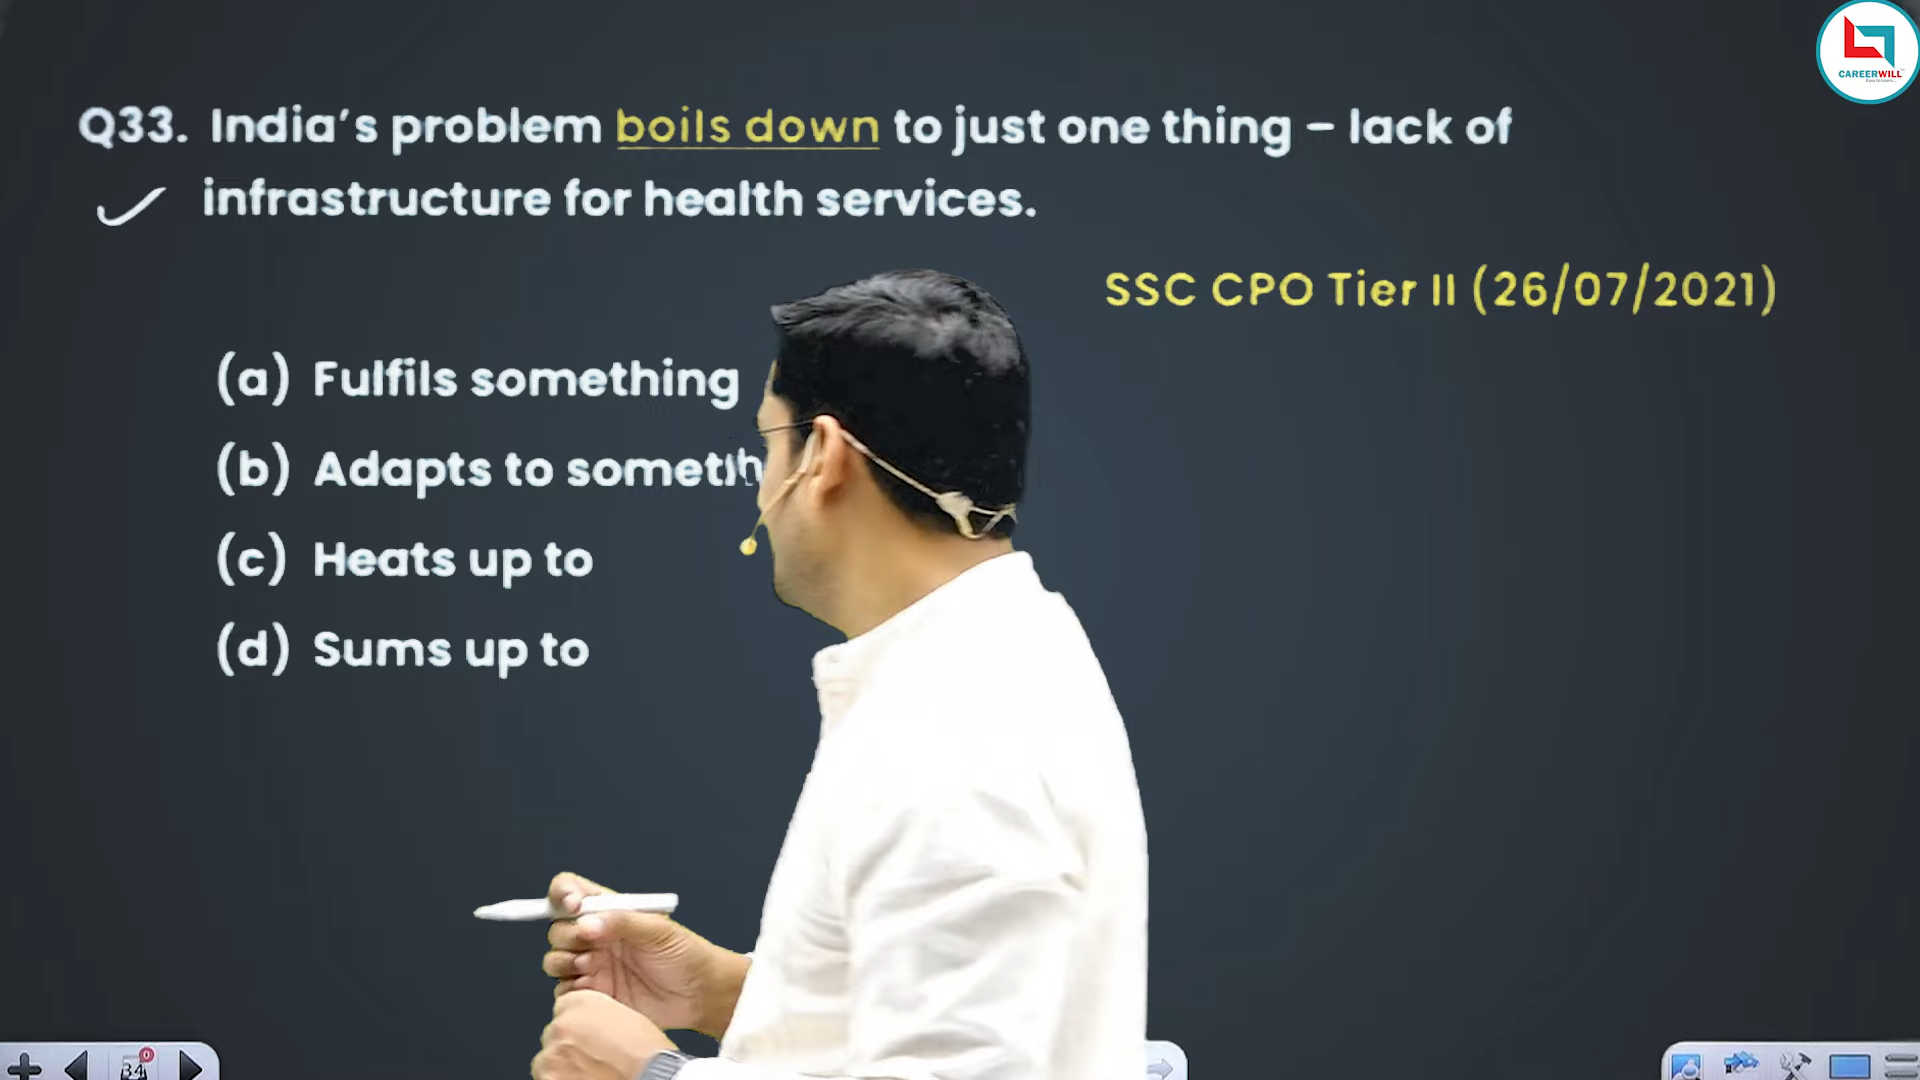 CAREERWILL
Q33. India's problem boils down to just one thing – lack of
infrastructure for health services.
SSC CPO Tier II (26/07/2021)
(a) Fulfils something
(b) Adapts to
(c) Heats up to
(d) Sums up to
34